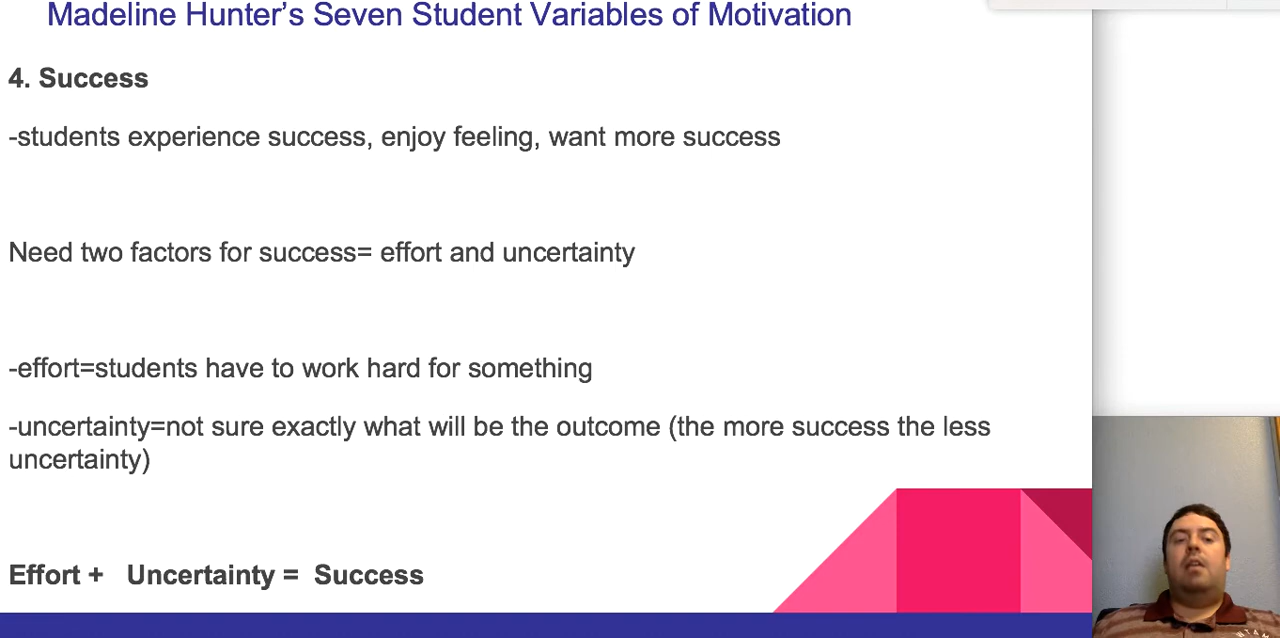 Madeline Hunter’s Seven Student Variables of Motivation
4. Success
-students experience success, enjoy feeling, want more success
Need two factors for success= effort and uncertainty
-effort=students have to work hard for something
-uncertainty=not sure exactly what will be the outcome (the more success the less
uncertainty)
Effort + Uncertainty = Success